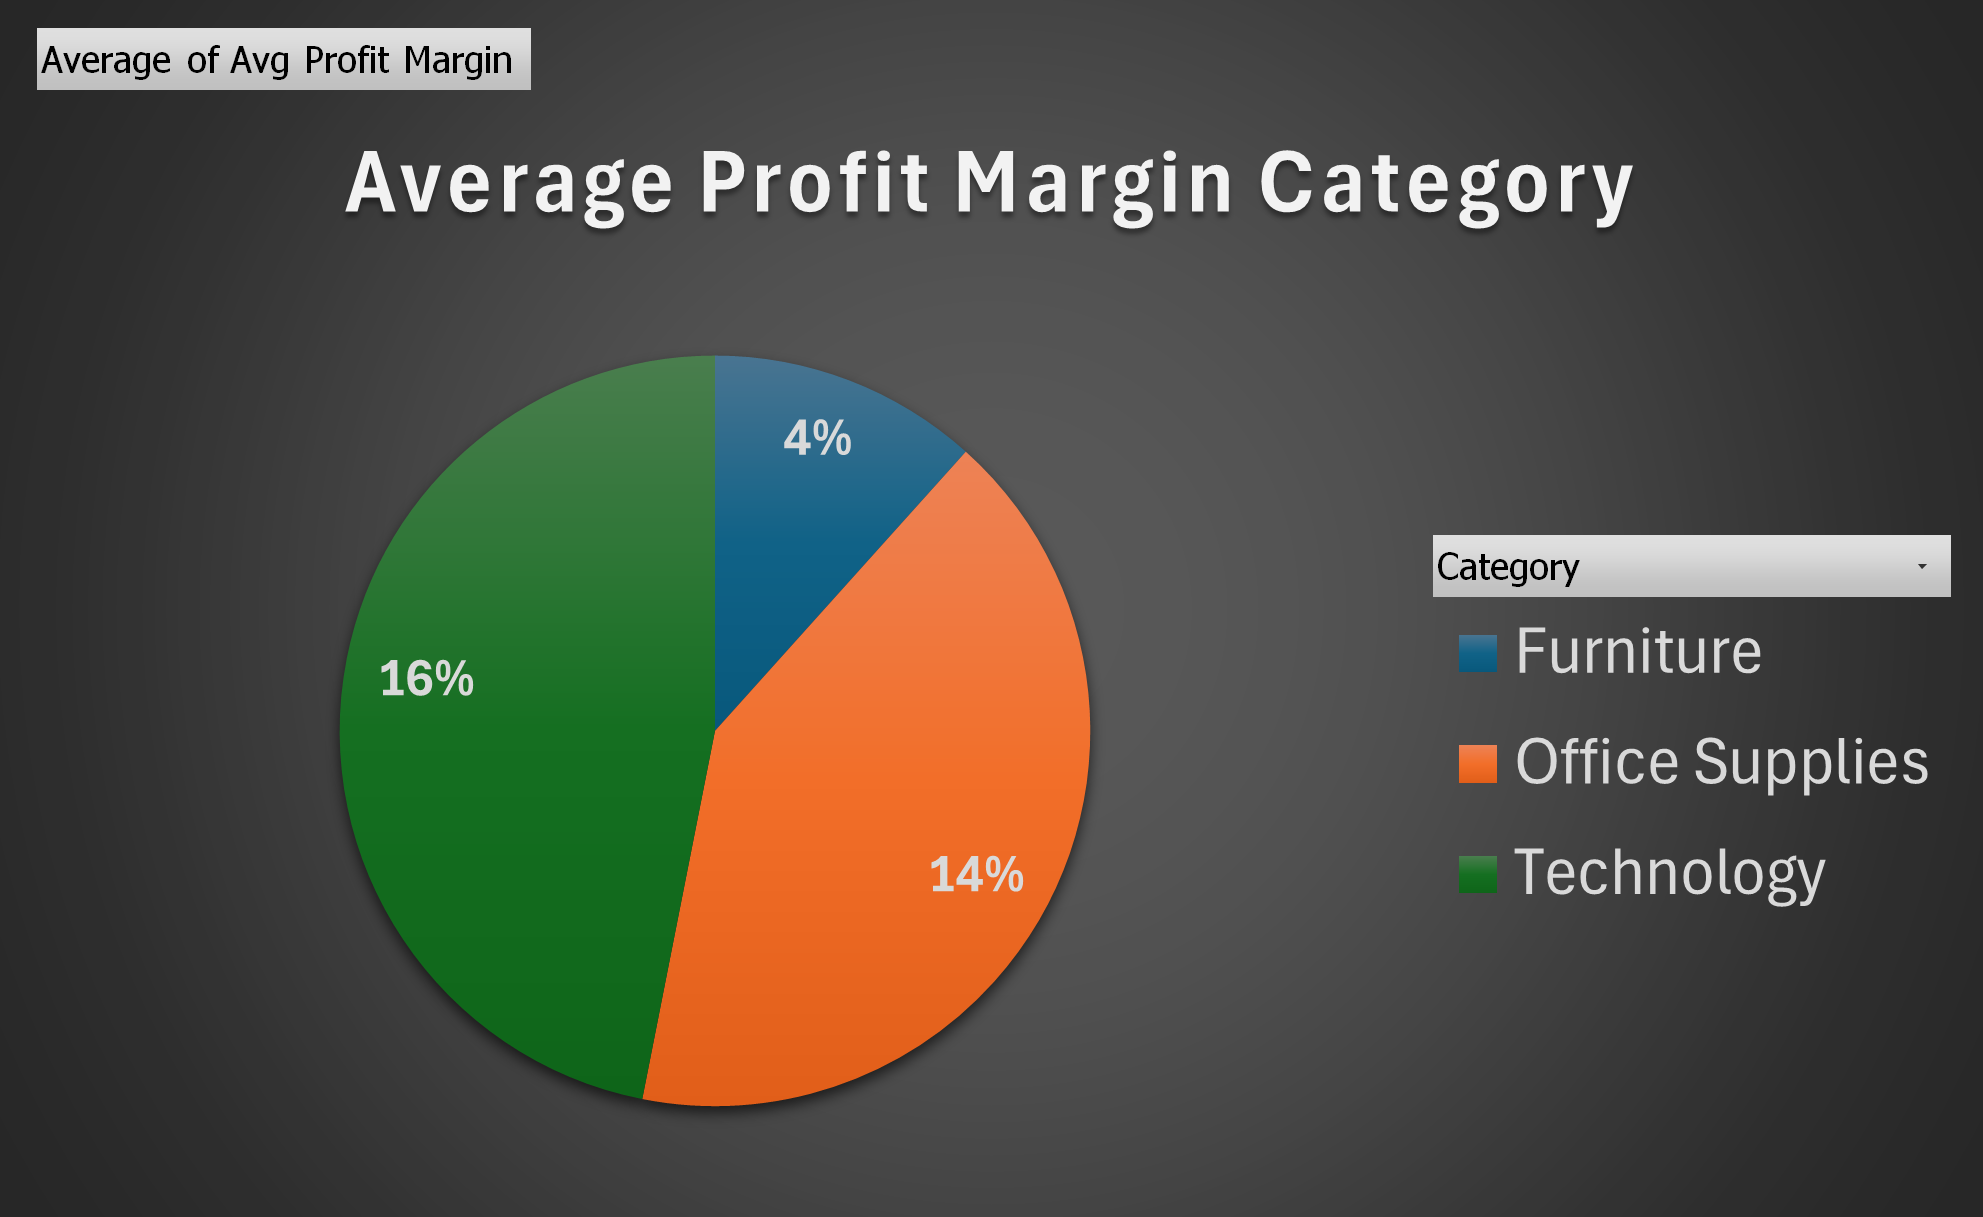 Average of Avg Profit Margin
Average Profit Margin Category
4%
16%
14%
Category
Furniture
Office Supplies
Technology